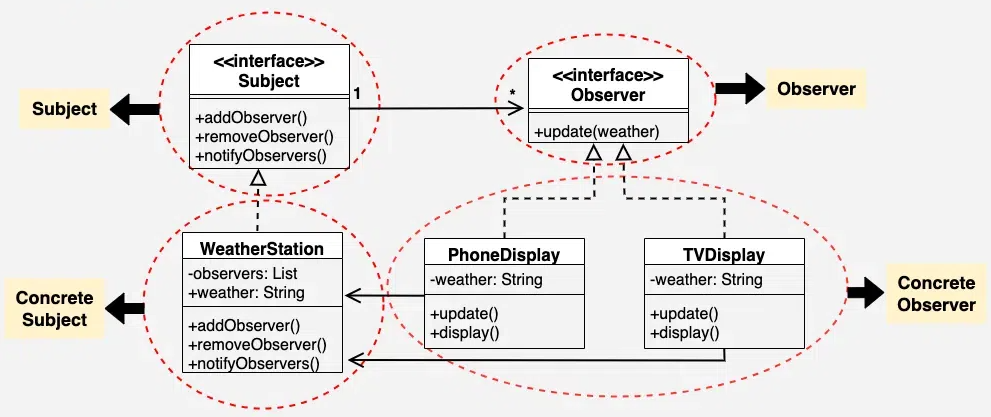 <<interface>>
Subject
+addObserver()
+removeObserver()
+notifyObservers()
1
*
<<interface>>
Observer
+update(weather)
Subject
Observer
WeatherStation
-observers: List
+weather: String
+addObserver()
+removeObserver()
+notifyObservers()
PhoneDisplay
-weather: String
+update()
+display()
TVDisplay
-weather: String
+update()
+display()
Concrete
Subject
Concrete
Observer